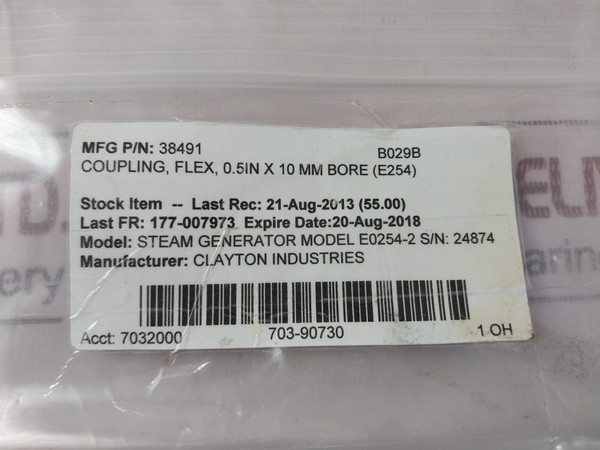 MFG P/N: 38491 B029B
COUPLING, FLEX, 0.5IN X 10 MM BORE (E254)
Stock Item -- Last Rec: 21-Aug-2013 (55.00)
Last FR: 177-007973 Expire Date:20-Aug-2018
Model: STEAM GENERATOR MODEL E0254-2 S/N: 24874
Manufacturer: CLAYTON INDUSTRIES
Acct: 7032000 703-90730 1 OH
TD.